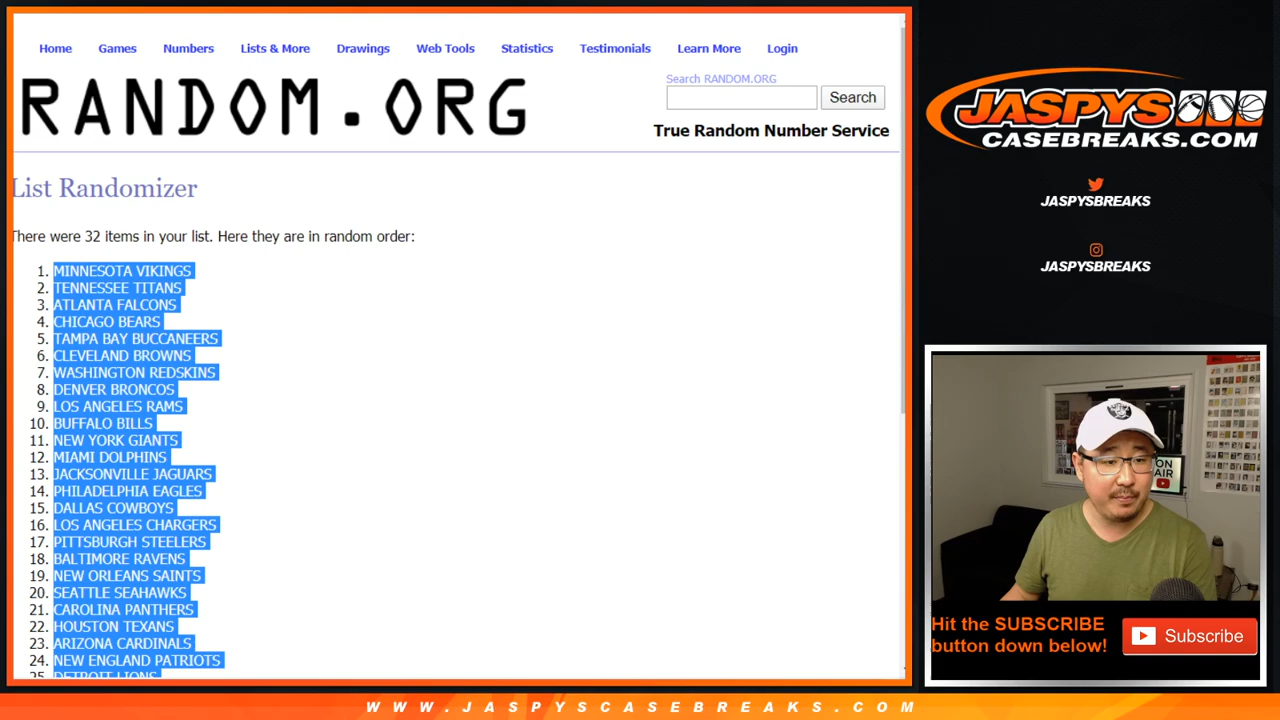 Home Games Numbers Lists & More Drawings Web Tools Statistics Testimonials Learn More Login
RANDOM.ORG
Search RANDOM.ORG
Search
True Random Number Service
List Randomizer
There were 32 items in your list. Here they are in random order:
1. MINNESOTA VIKINGS
2. TENNESSEE TITANS
3. ATLANTA FALCONS
4. CHICAGO BEARS
5. TAMPA BAY BUCCANEERS
6. CLEVELAND BROWNS
7. WASHINGTON REDSKINS
8. DENVER BRONCOS
9. LOS ANGELES RAMS
10. BUFFALO BILLS
11. NEW YORK GIANTS
12. MIAMI DOLPHINS
13. JACKSONVILLE JAGUARS
14. PHILADELPHIA EAGLES
15. DALLAS COWBOYS
16. LOS ANGELES CHARGERS
17. PITTSBURGH STEELERS
18. BALTIMORE RAVENS
19. NEW ORLEANS SAINTS
20. SEATTLE SEAHAWKS
21. CAROLINA PANTHERS
22. HOUSTON TEXANS
23. ARIZONA CARDINALS
24. NEW ENGLAND PATRIOTS
25. DETROIT LIONS
JASPYS
CASEBREAKS.COM
JASPYSBREAKS
JASPYSBREAKS
ON
AIR
Hit the SUBSCRIBE
button down below!
Subscribe
WWW.JASPYSCASEBREAKS.COM